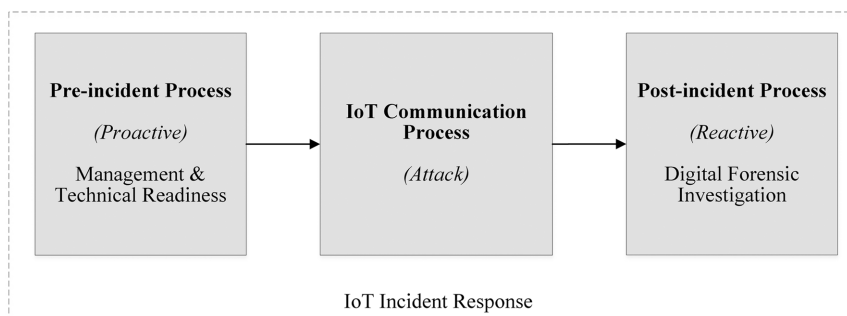 Pre-incident Process
(Proactive)
Management &
Technical Readiness
IoT Communication
Process
(Attack)
Post-incident Process
(Reactive)
Digital Forensic
Investigation
IoT Incident Response